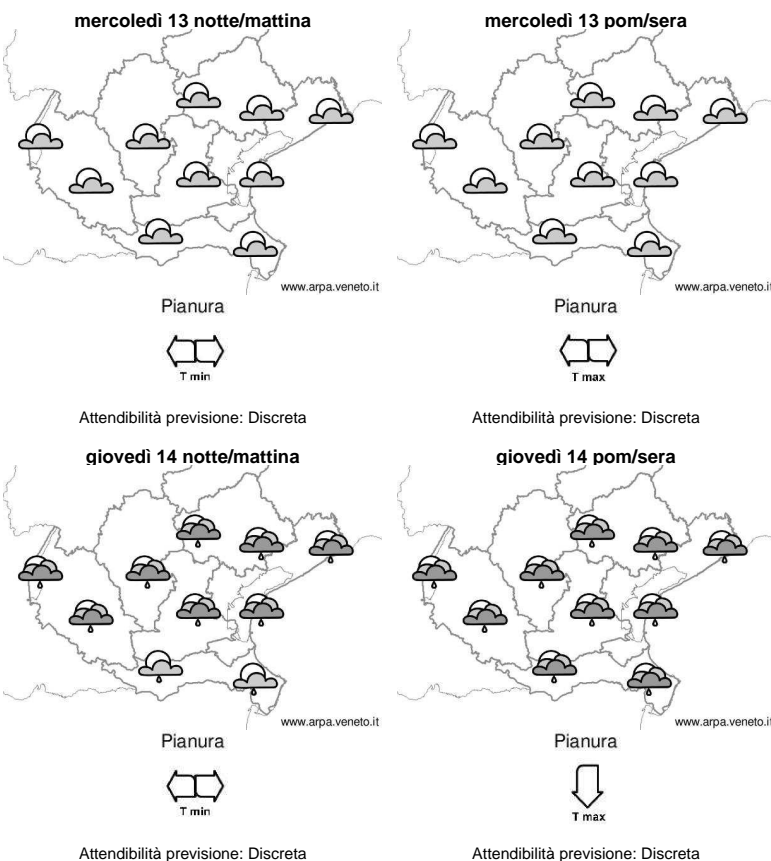 mercoledì 13 notte/mattina
www.arpa.veneto.it
Pianura
T min
Attendibilità previsione: Discreta
mercoledì 13 pom/sera
www.arpa.veneto.it
Pianura
T max
Attendibilità previsione: Discreta
giovedì 14 notte/mattina
www.arpa.veneto.it
Pianura
T min
Attendibilità previsione: Discreta
giovedì 14 pom/sera
www.arpa.veneto.it
Pianura
T max
Attendibilità previsione: Discreta